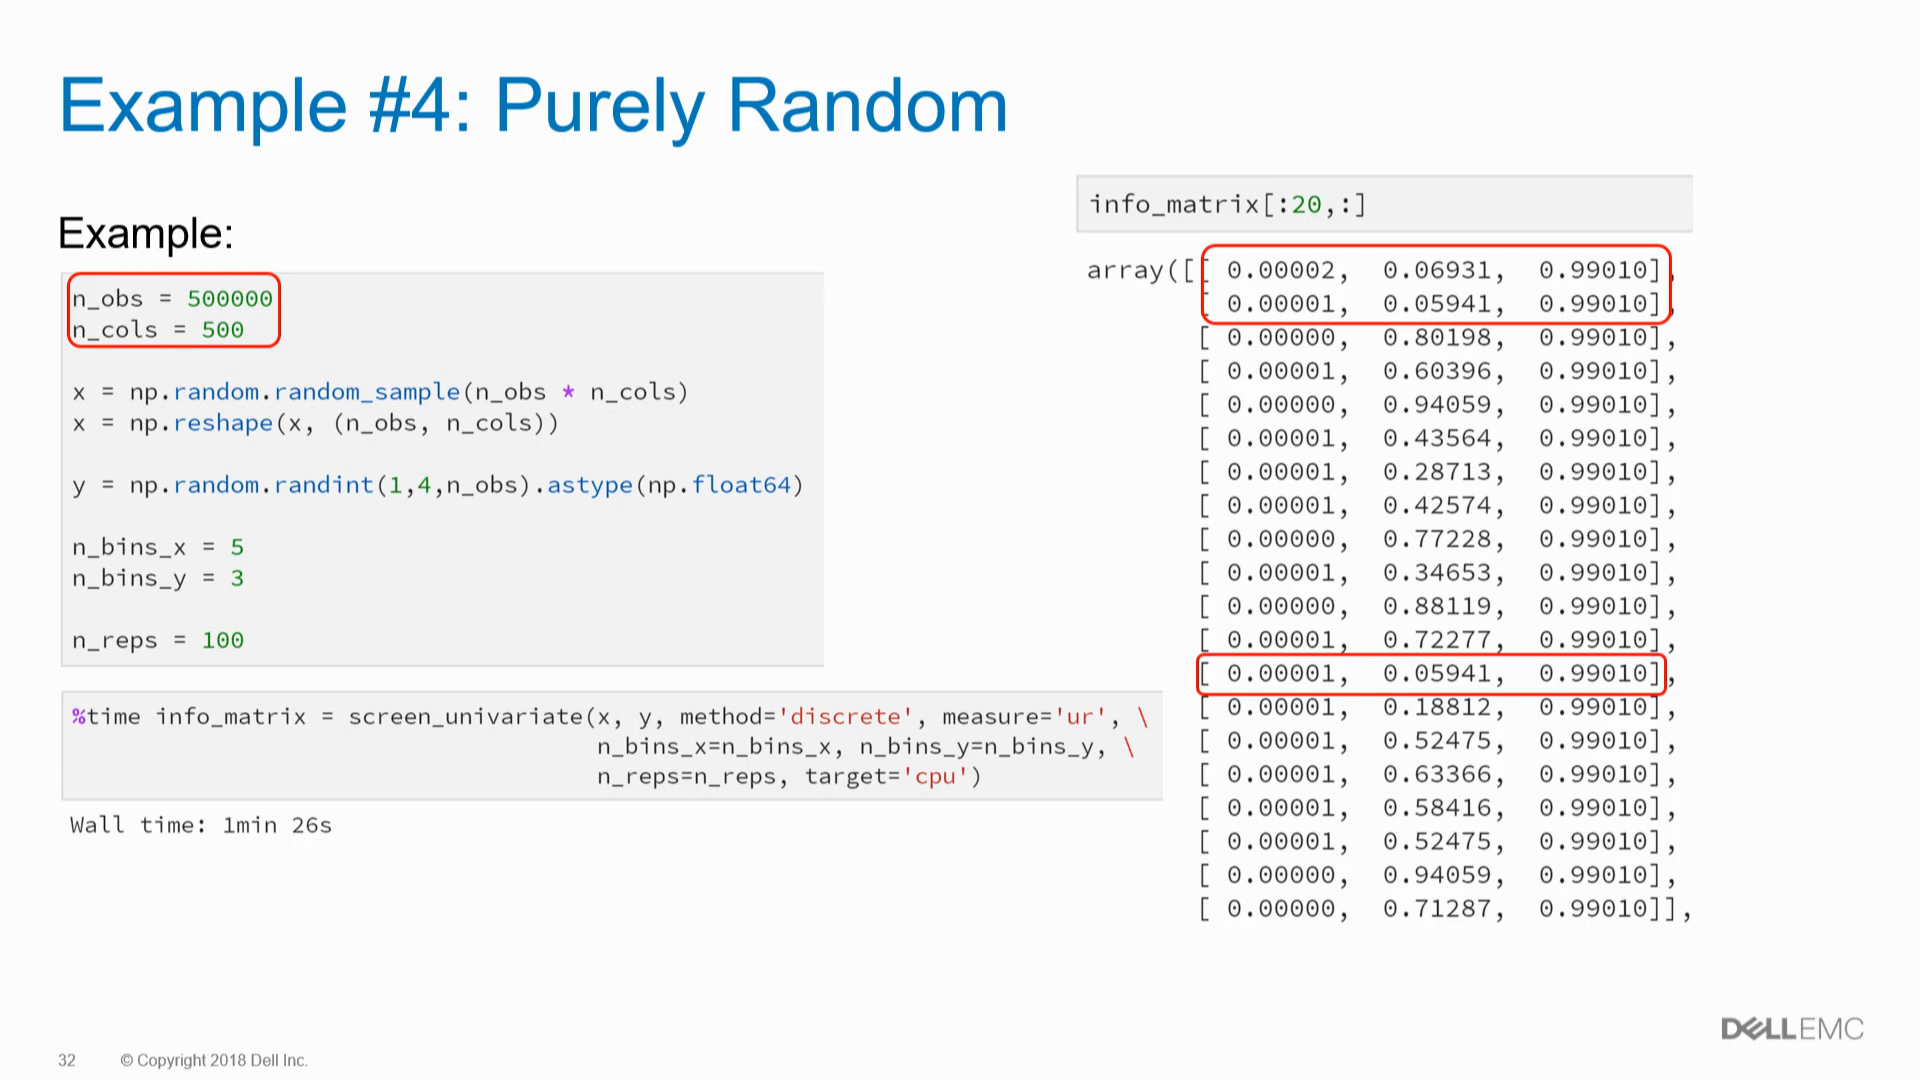 Example #4: Purely Random
Example:
n_obs = 500000
n_cols = 500
x = np.random.random_sample(n_obs * n_cols)
x = np.reshape(x, (n_obs, n_cols))
y = np.random.randint(1,4,n_obs).astype(np.float64)
n_bins_x = 5
n_bins_y = 3
n_reps = 100
%time info_matrix = screen_univariate(x, y, method='discrete', measure='ur', \
n_bins_x=n_bins_x, n_bins_y=n_bins_y, \
n_reps=n_reps, target='cpu')
Wall time: 1min 26s
info_matrix[:20,:]
array([[ 0.00002, 0.06931, 0.99010],
[ 0.00001, 0.05941, 0.99010],
[ 0.00000, 0.80198, 0.99010],
[ 0.00001, 0.60396, 0.99010],
[ 0.00000, 0.94059, 0.99010],
[ 0.00001, 0.43564, 0.99010],
[ 0.00001, 0.28713, 0.99010],
[ 0.00001, 0.42574, 0.99010],
[ 0.00000, 0.77228, 0.99010],
[ 0.00001, 0.34653, 0.99010],
[ 0.00000, 0.88119, 0.99010],
[ 0.00001, 0.72277, 0.99010],
[ 0.00001, 0.05941, 0.99010],
[ 0.00001, 0.18812, 0.99010],
[ 0.00001, 0.52475, 0.99010],
[ 0.00001, 0.63366, 0.99010],
[ 0.00001, 0.58416, 0.99010],
[ 0.00001, 0.52475, 0.99010],
[ 0.00000, 0.94059, 0.99010],
[ 0.00000, 0.71287, 0.99010]],
DELLEMC
32 © Copyright 2018 Dell Inc.